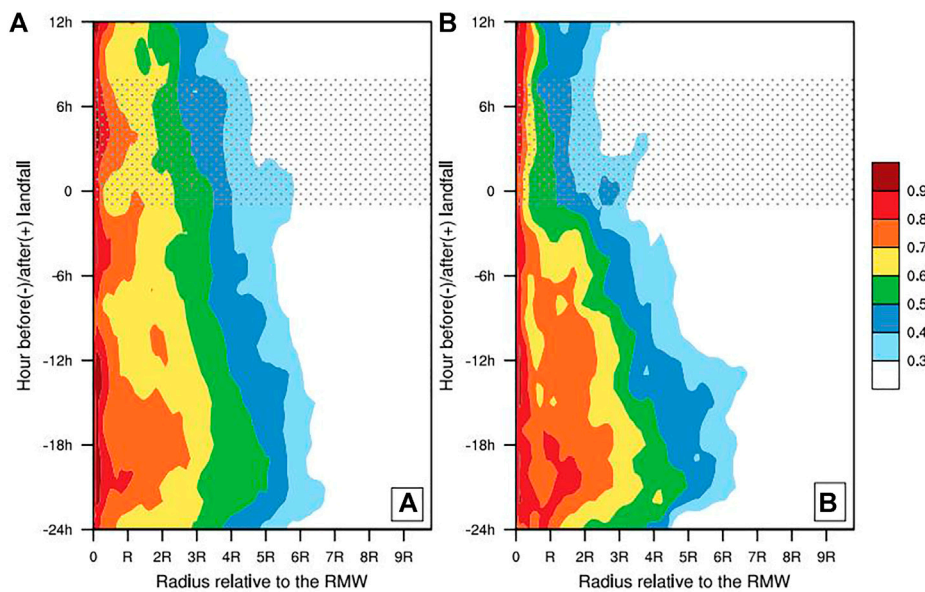 A
B
12h
6h
0
-6h
-12h
-18h
-24h
Hour before(-)/after(+) landfall
0 R 2R 3R 4R 5R 6R 7R 8R 9R
Radius relative to the RMW
A
12h
6h
0
-6h
-12h
-18h
-24h
Hour before(-)/after(+) landfall
0 R 2R 3R 4R 5R 6R 7R 8R 9R
Radius relative to the RMW
B
0.9
0.8
0.7
0.6
0.5
0.4
0.3